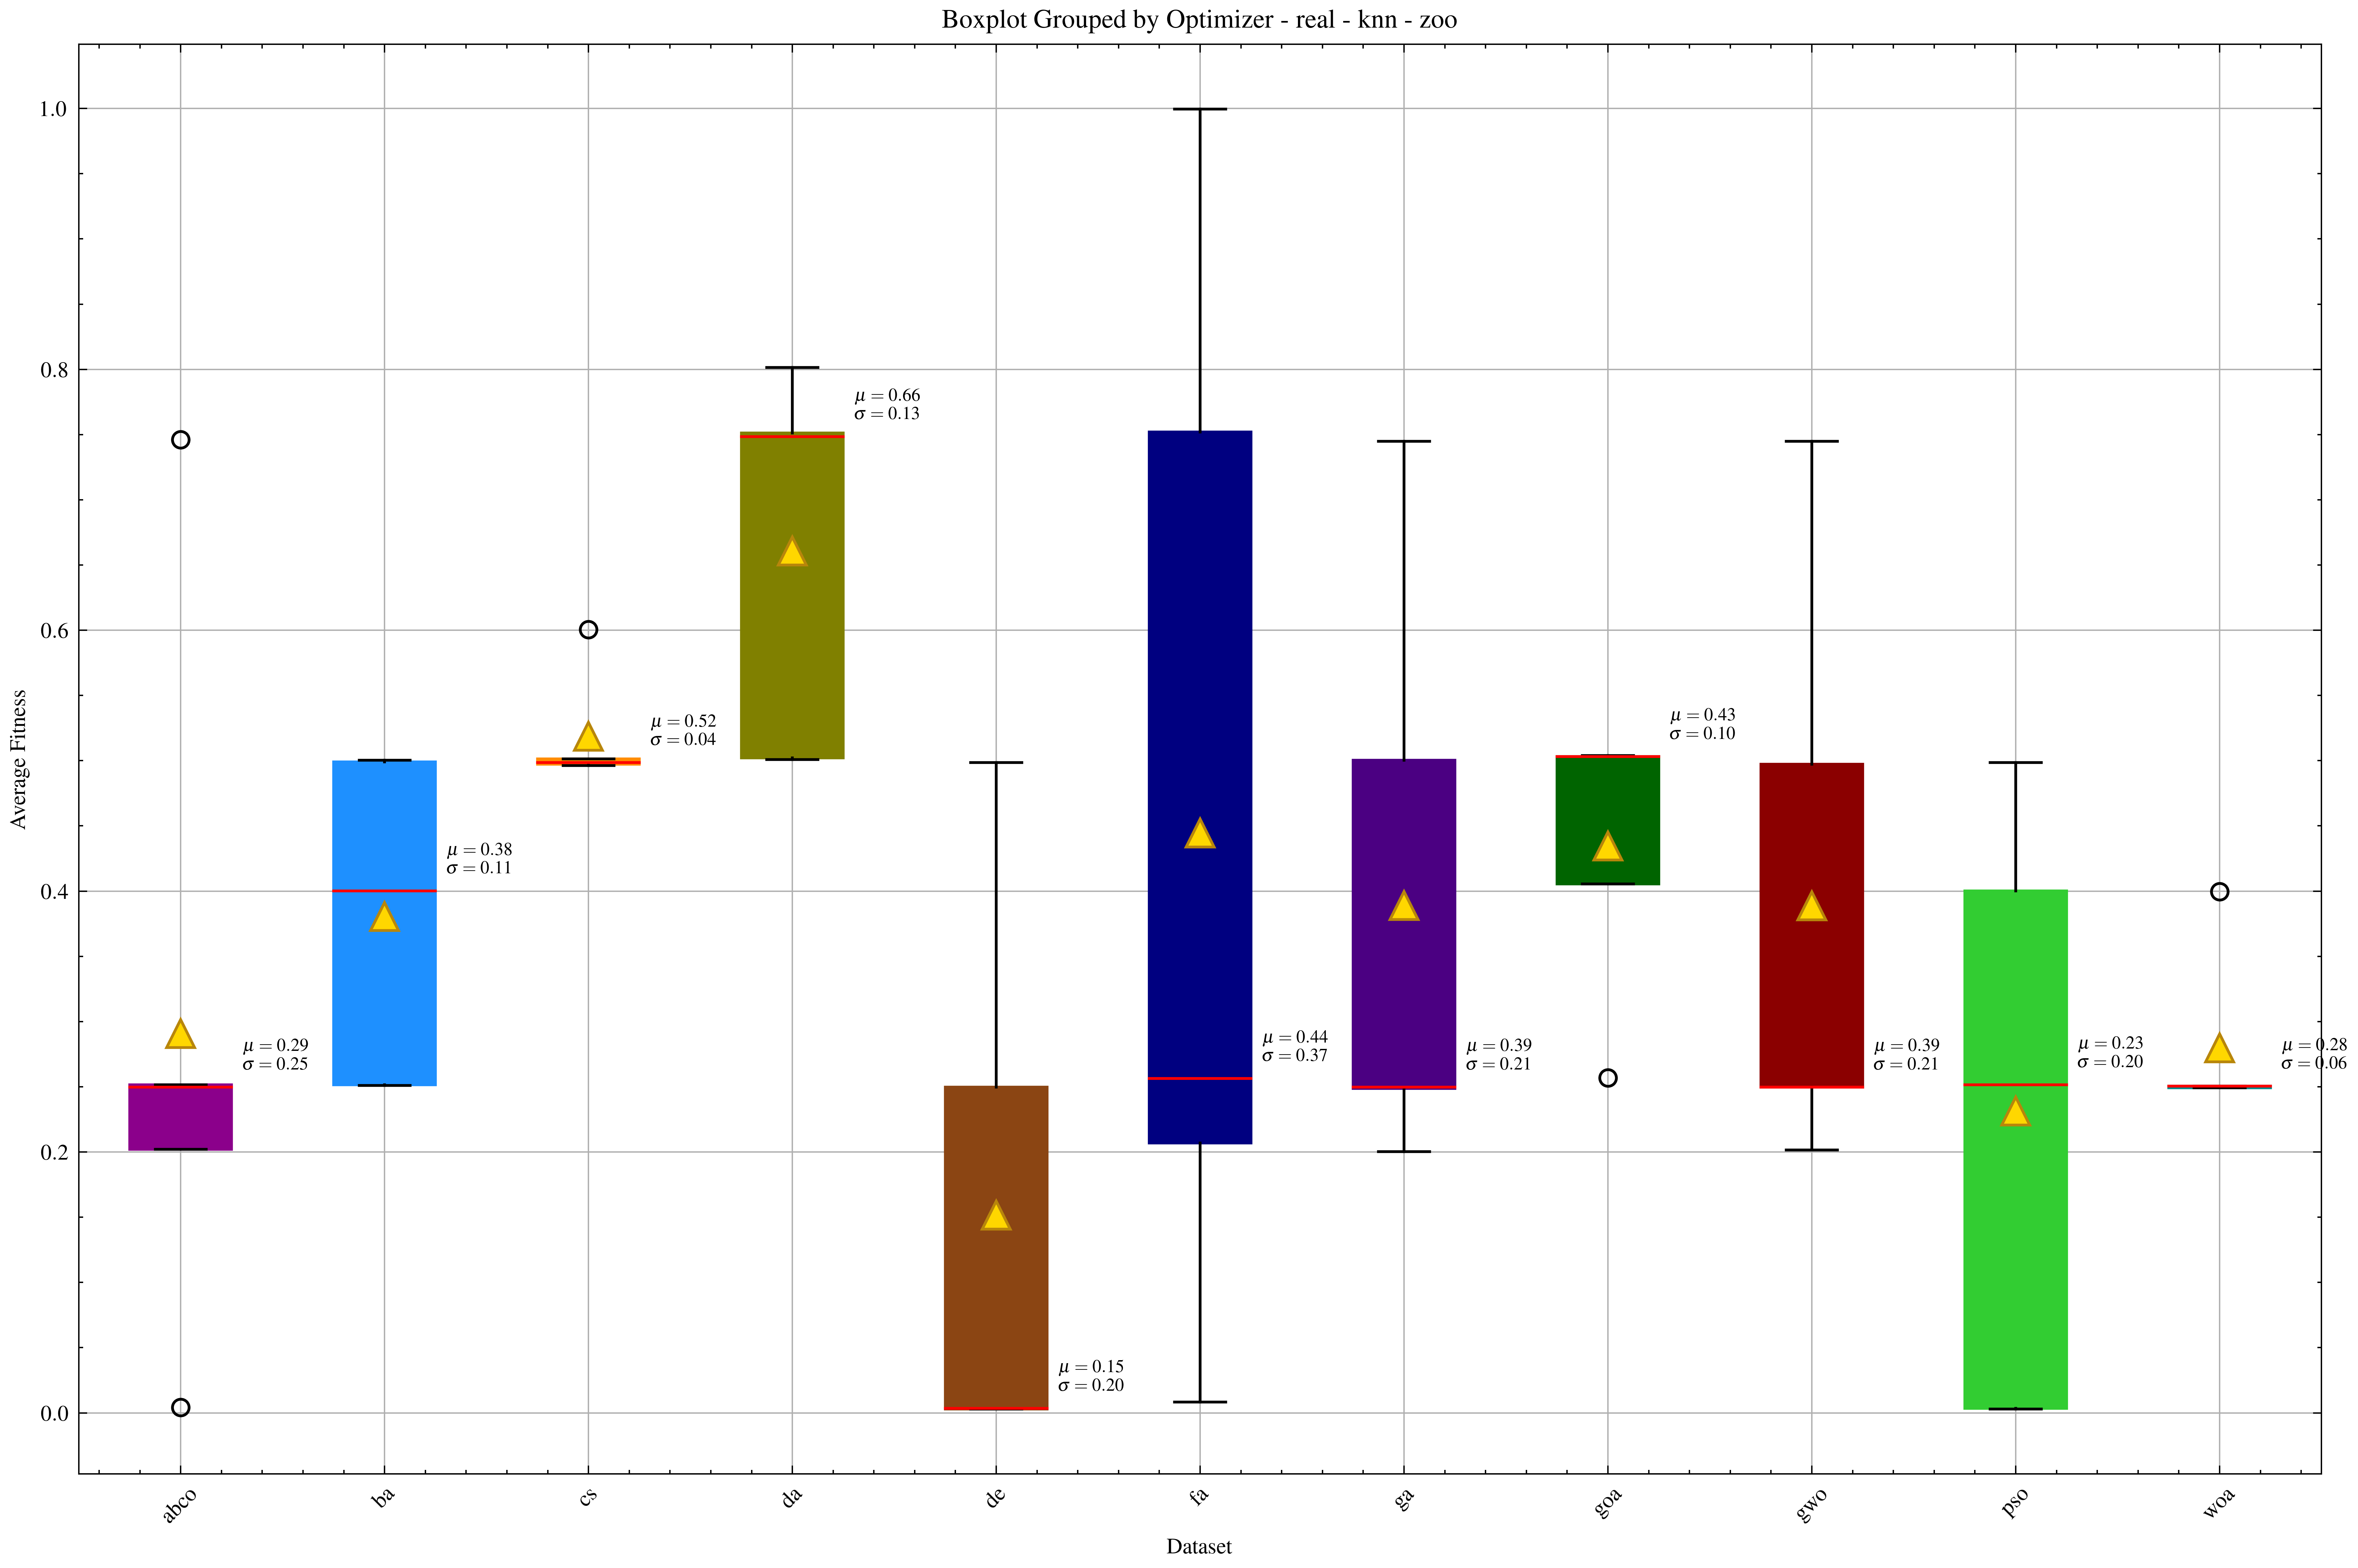 Boxplot Grouped by Optimizer - real - knn - zoo
Average Fitness
1.0
0.8
0.6
0.4
0.2
0.0
μ = 0.29
σ = 0.25
μ = 0.38
σ = 0.11
μ = 0.52
σ = 0.04
μ = 0.66
σ = 0.13
μ = 0.15
σ = 0.20
μ = 0.44
σ = 0.37
μ = 0.39
σ = 0.21
μ = 0.43
σ = 0.10
μ = 0.39
σ = 0.21
μ = 0.23
σ = 0.20
μ = 0.28
σ = 0.06
abco
ba
cs
da
de
fa
ga
goa
gwo
pso
woa
Dataset